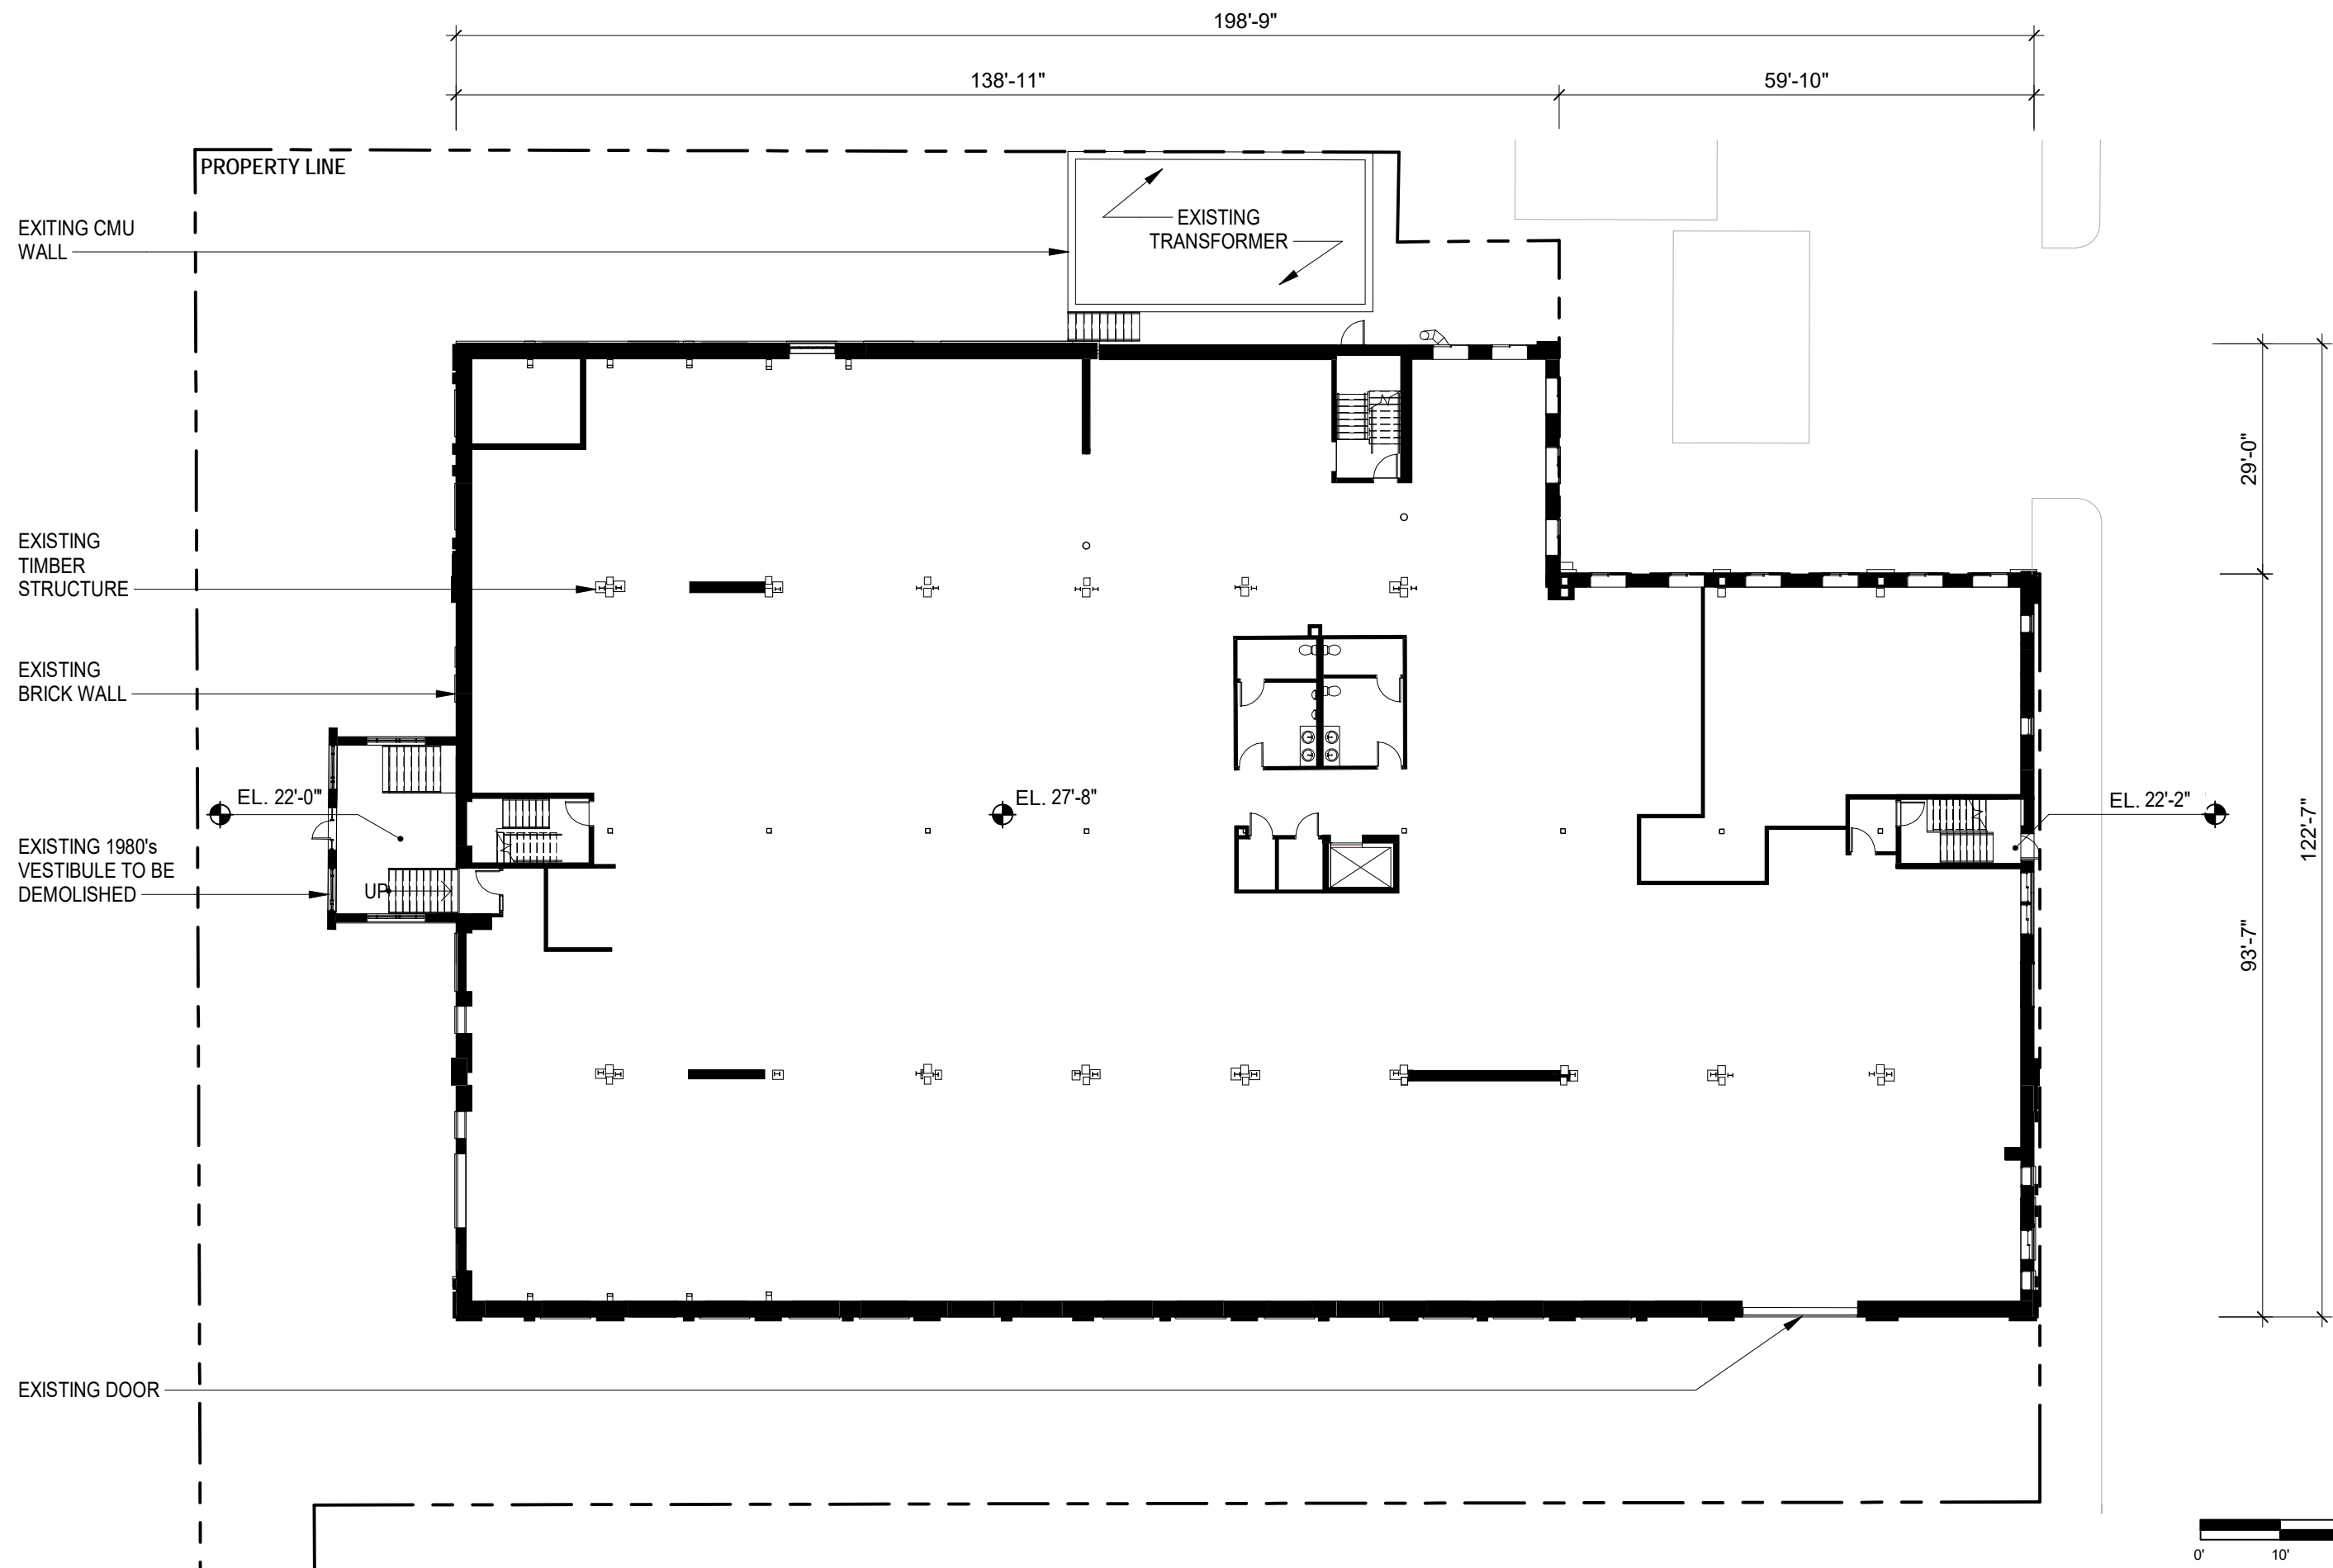 198'-9"
138'-11"
59'-10"
PROPERTY LINE
EXITING CMU
WALL
EXISTING
TRANSFORMER
29'-0"
EXISTING
TIMBER
STRUCTURE
EXISTING
BRICK WALL
EL. 22'-0"
EL. 27'-8"
EL. 22'-2"
122'-7"
EXISTING 1980's
VESTIBULE TO BE
DEMOLISHED
UP
93'-7"
EXISTING DOOR
0'
10'